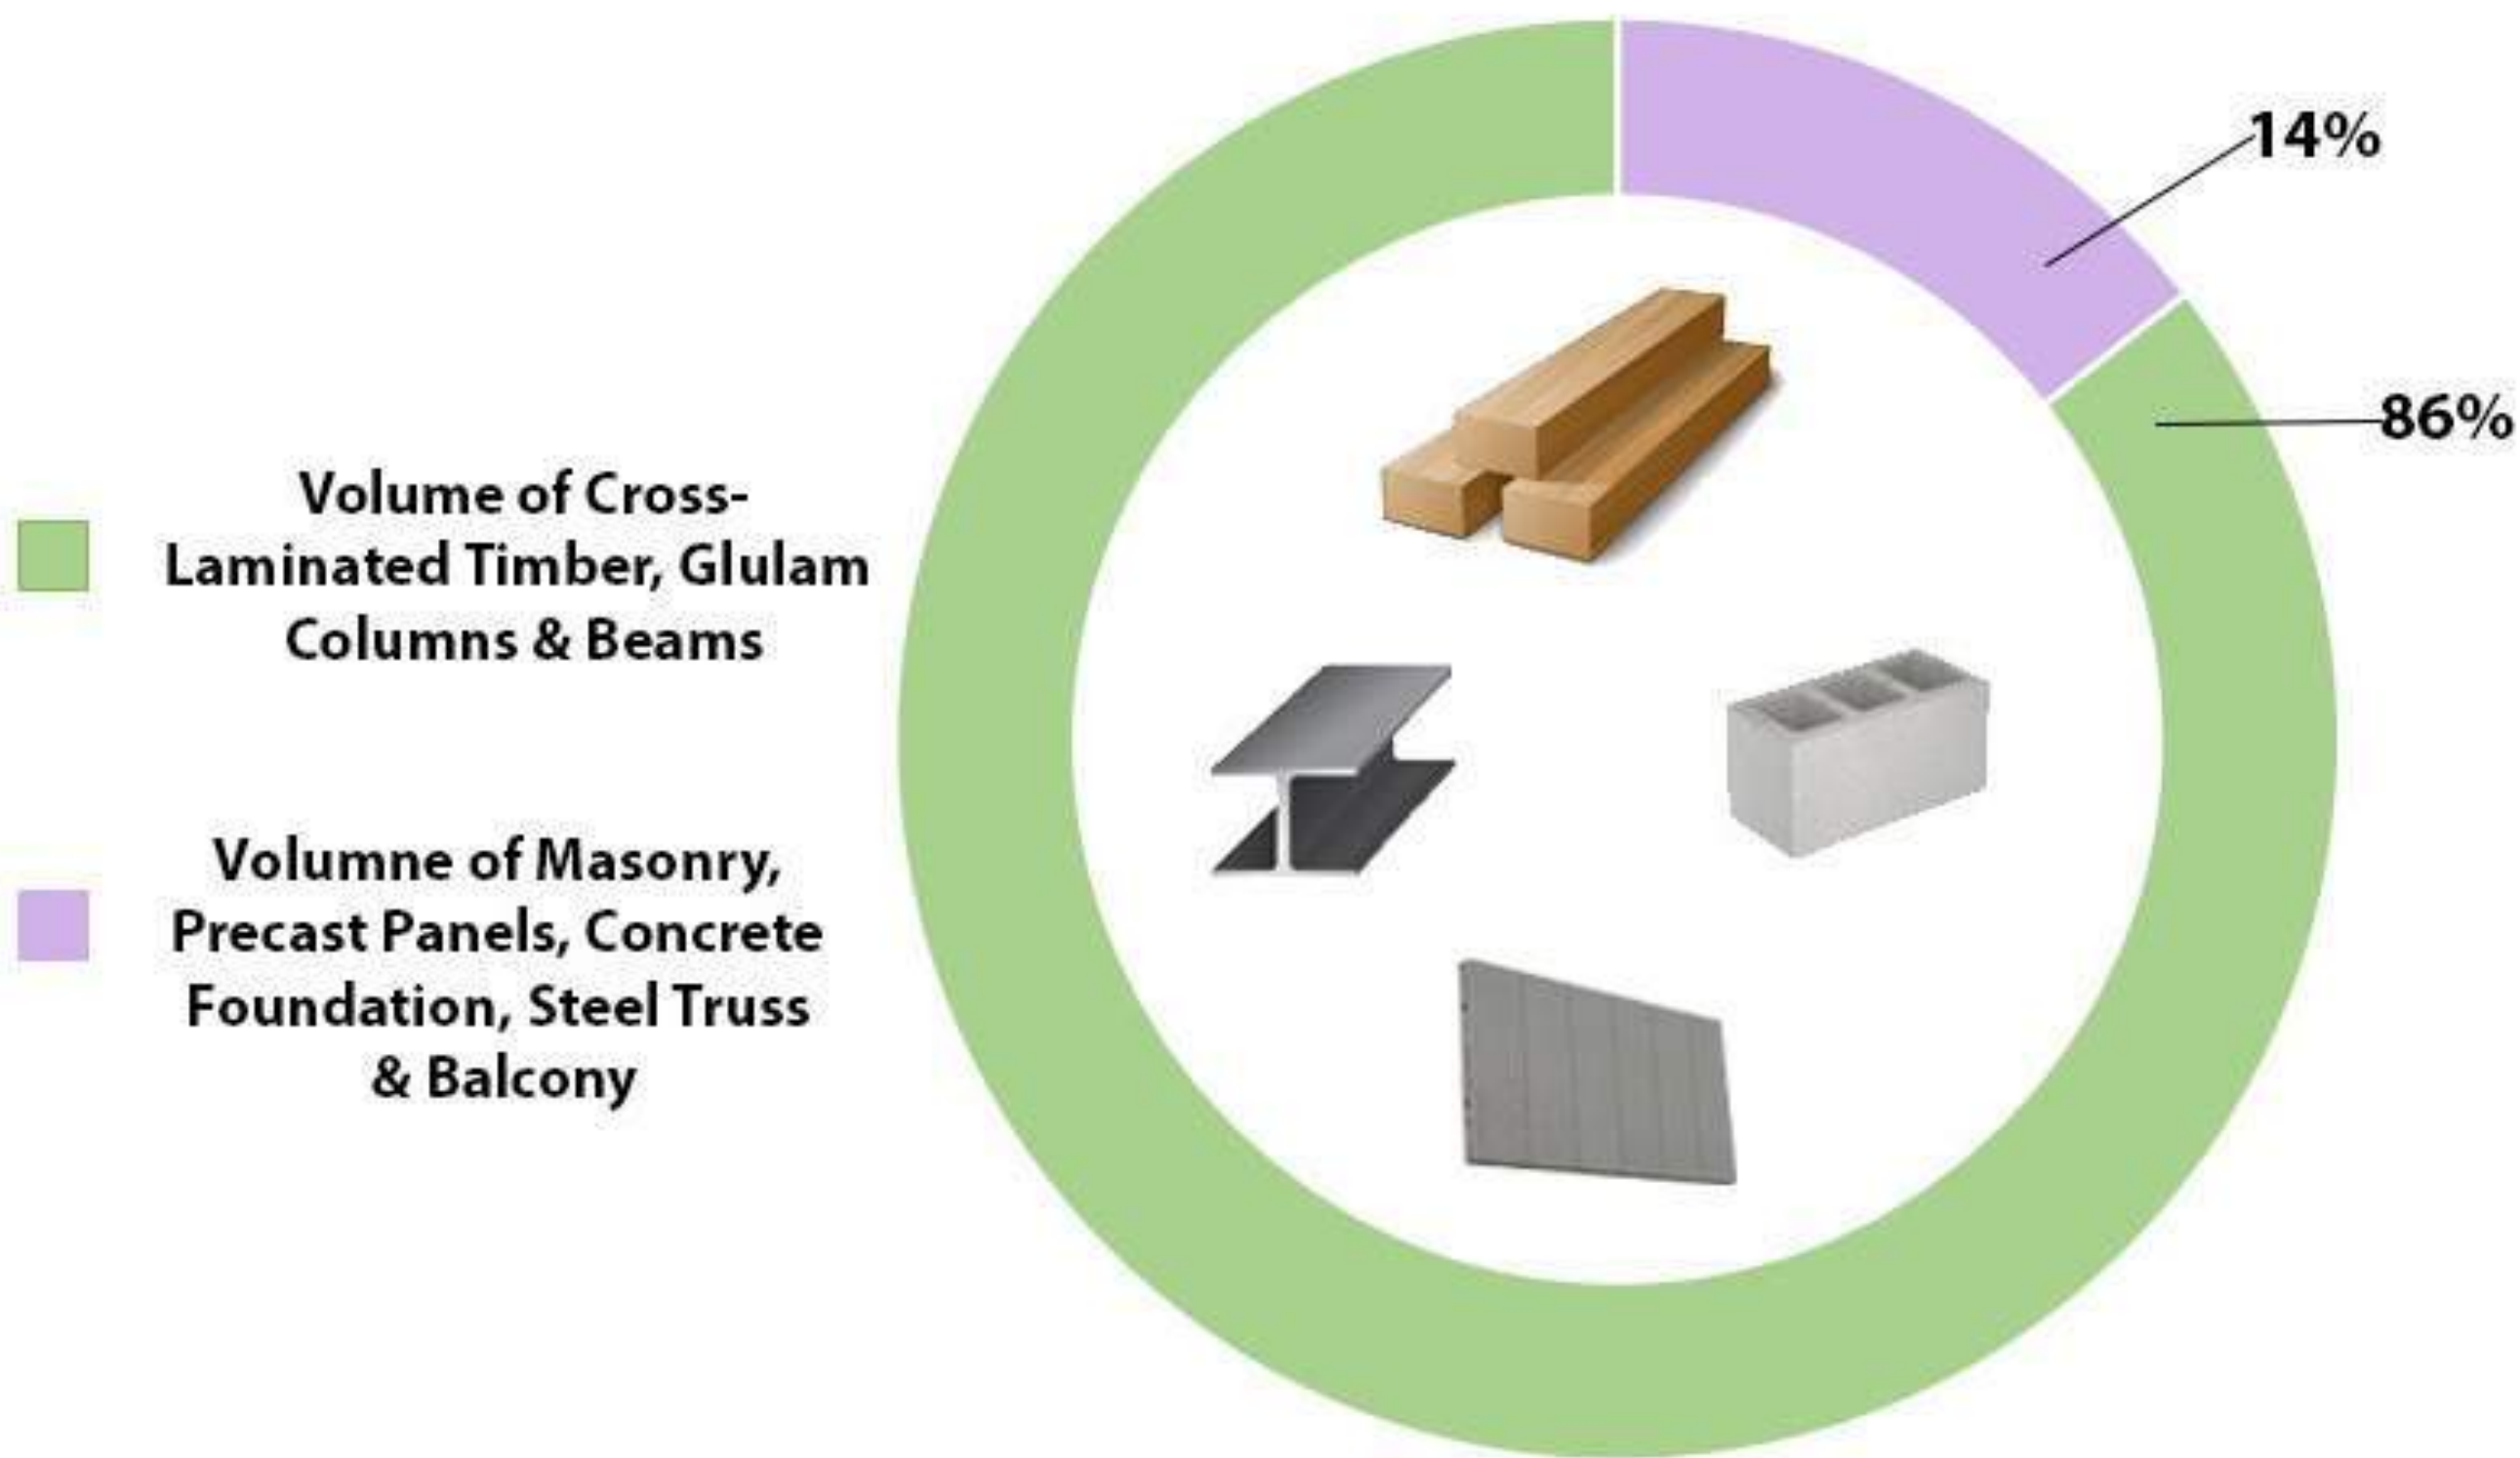 Volume of Cross-
Laminated Timber, Glulam
Columns & Beams
Volumne of Masonry,
Precast Panels, Concrete
Foundation, Steel Truss
& Balcony
14%
86%